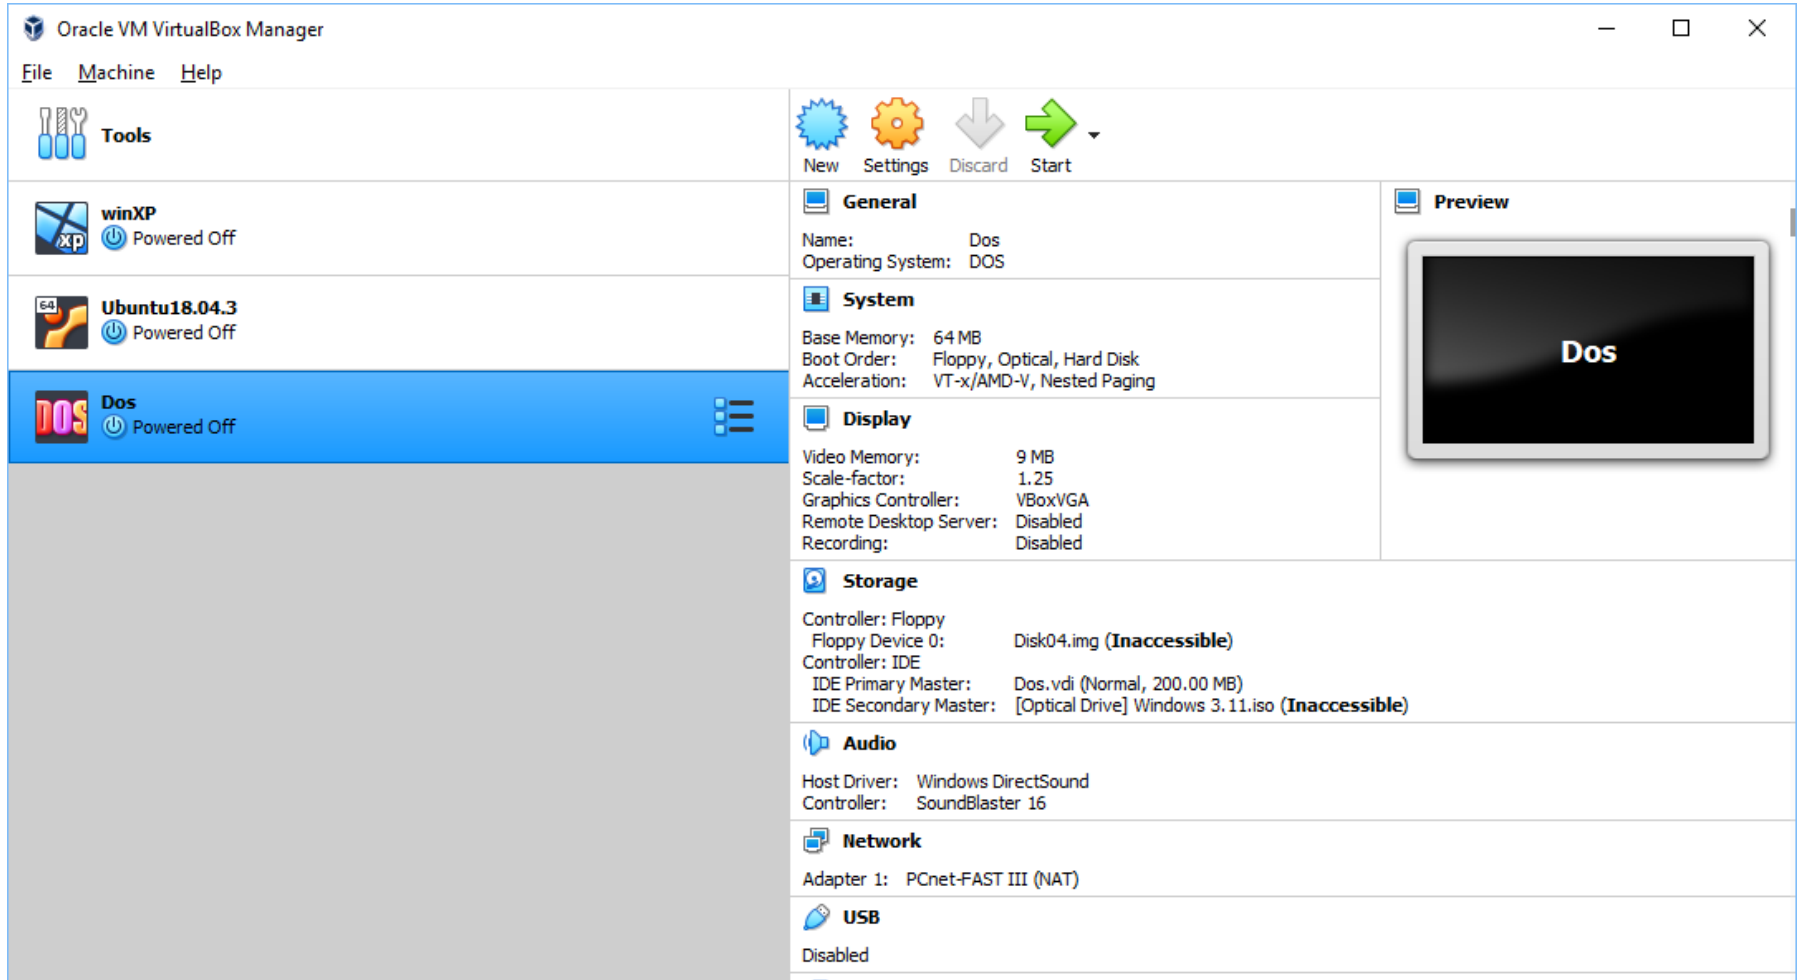 Oracle VM VirtualBox Manager
File Machine Help
Tools
winXP
Powered Off
Ubuntu18.04.3
Powered Off
Dos
Powered Off
xp
64
DOS
New Settings Discard Start
General
Name: Dos
Operating System: DOS
System
Base Memory: 64 MB
Boot Order: Floppy, Optical, Hard Disk
Acceleration: VT-x/AMD-V, Nested Paging
Display
Video Memory: 9 MB
Scale-factor: 1.25
Graphics Controller: VBoxVGA
Remote Desktop Server: Disabled
Recording: Disabled
Preview
Dos
Storage
Controller: Floppy
Floppy Device 0: Disk04.img (Inaccessible)
Controller: IDE
IDE Primary Master: Dos.vdi (Normal, 200.00 MB)
IDE Secondary Master: [Optical Drive] Windows 3.11.iso (Inaccessible)
Audio
Host Driver: Windows DirectSound
Controller: SoundBlaster 16
Network
Adapter 1: PCnet-FAST III (NAT)
USB
Disabled